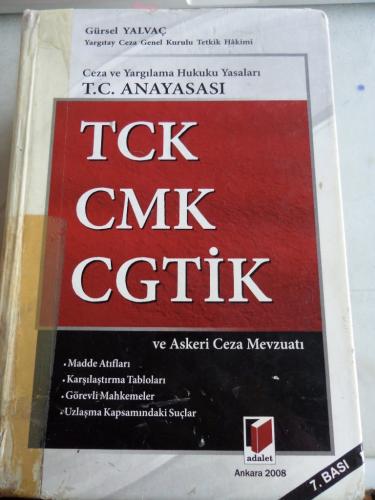 Gürsel YALVAÇ
Yargıtay Ceza Genel Kurulu Tetkik Hâkimi
Ceza ve Yargılama Hukuku Yasaları
T.C. ANAYASASI
TCK
CMK
CGTİK
ve Askeri Ceza Mevzuatı
• Madde Atıfları
• Karşılaştırma Tabloları
• Görevli Mahkemeler
• Uzlaşma Kapsamındaki Suçlar
adalet
Ankara 2008
7. BASI